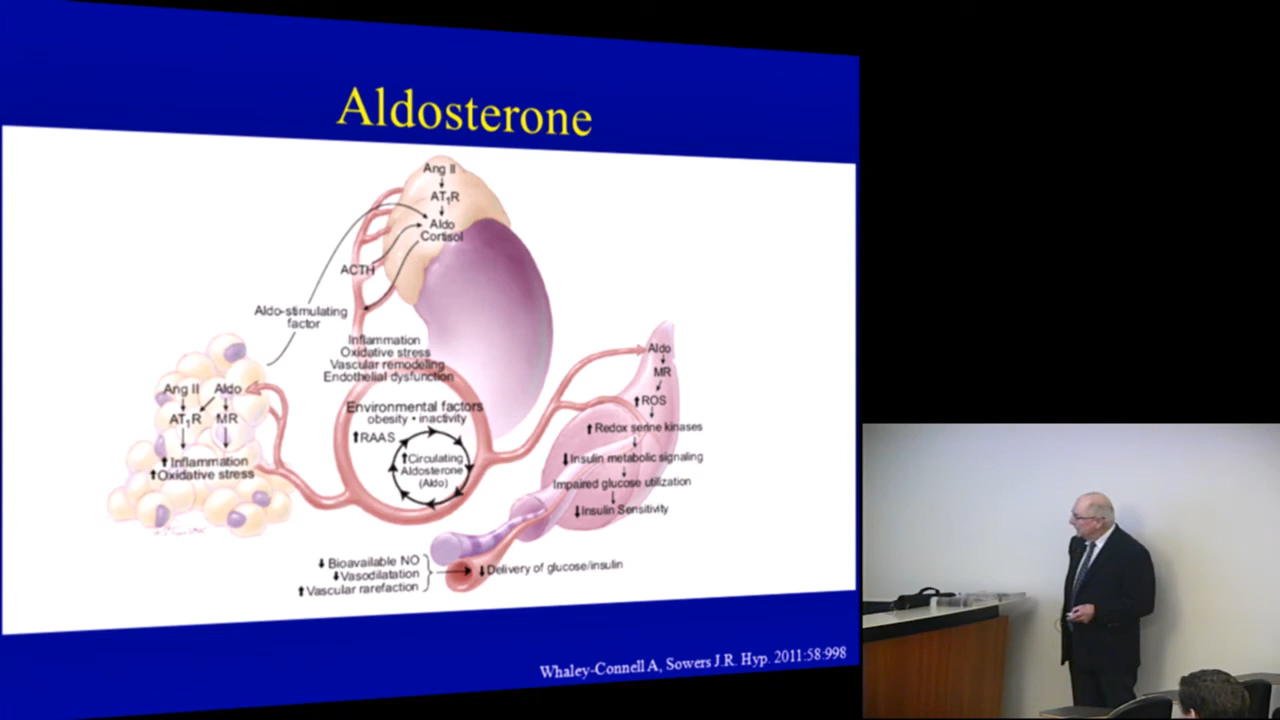 Aldosterone
Ang II
AT₁R
Aldo
Cortisol
ACTH
Aldo-stimulating
factor
Inflammation
Oxidative stress
Vascular remodeling
Endothelial dysfunction
Environmental factors
obesity • inactivity
⬆RAAS
⬆Circulating
Aldosterone
(Aldo)
Ang II Aldo
AT₁R MR
⬆Inflammation
⬆Oxidative stress
Aldo
MR
⬆ROS
⬆Redox serine kinases
⬇Insulin metabolic signaling
Impaired glucose utilization
⬇Insulin Sensitivity
⬇Bioavailable NO
⬇Vasodilatation
⬆Vascular rarefaction
⬇Delivery of glucose/insulin
Whaley-Connell A, Sowers J.R. Hyp. 2011:58:998